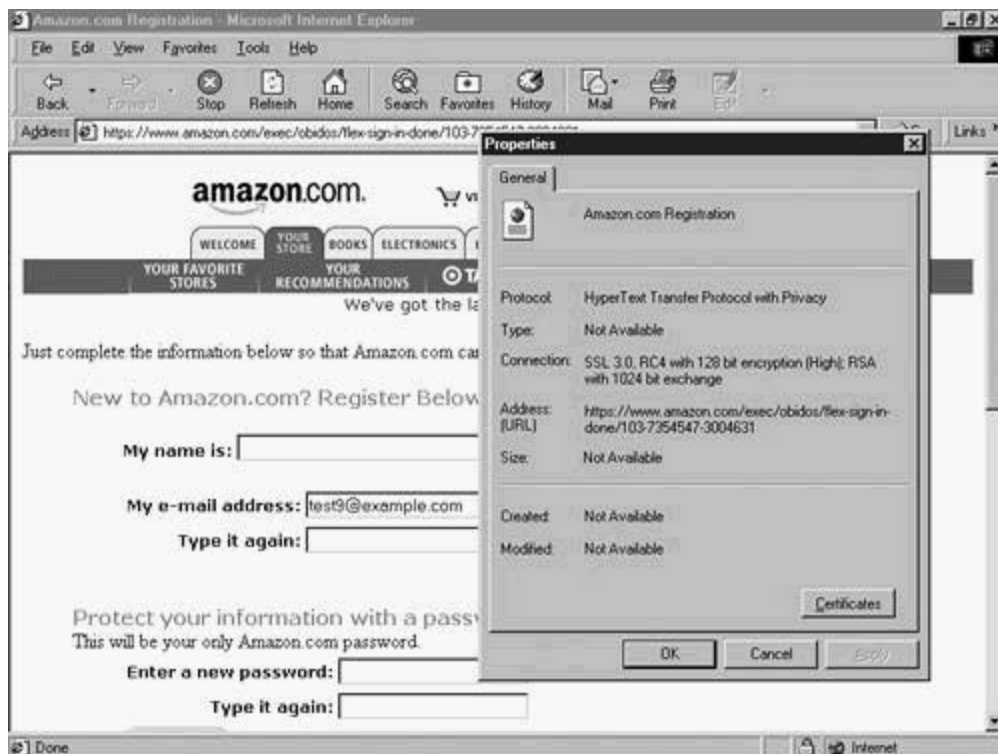 Amazon.com Registration - Microsoft Internet Explorer
File Edit View Favorites Tools Help
Back Forward Stop Refresh Home Search Favorites History Mail Print Edit
Address https://www.amazon.com/exec/obidos/flex-sign-in-done/103-7354547-3004631 Links
amazon.com.
WELCOME YOUR STORE BOOKS ELECTRONICS
YOUR FAVORITE STORES YOUR RECOMMENDATIONS
We've got the
Just complete the information below so that Amazon.com
New to Amazon.com? Register Below
My name is:
My e-mail address: test9@example.com
Type it again:
Protect your information with a
This will be your only Amazon.com password.
Enter a new password:
Type it again:
Done Internet
Properties
General
Amazon.com Registration
Protocol: HyperText Transfer Protocol with Privacy
Type: Not Available
Connection: SSL 3.0, RC4 with 128 bit encryption (High); RSA
with 1024 bit exchange
Address: https://www.amazon.com/exec/obidos/flex-sign-in-
(URL) done/103-7354547-3004631
Size: Not Available
Created: Not Available
Modified: Not Available
Certificates
OK Cancel Apply